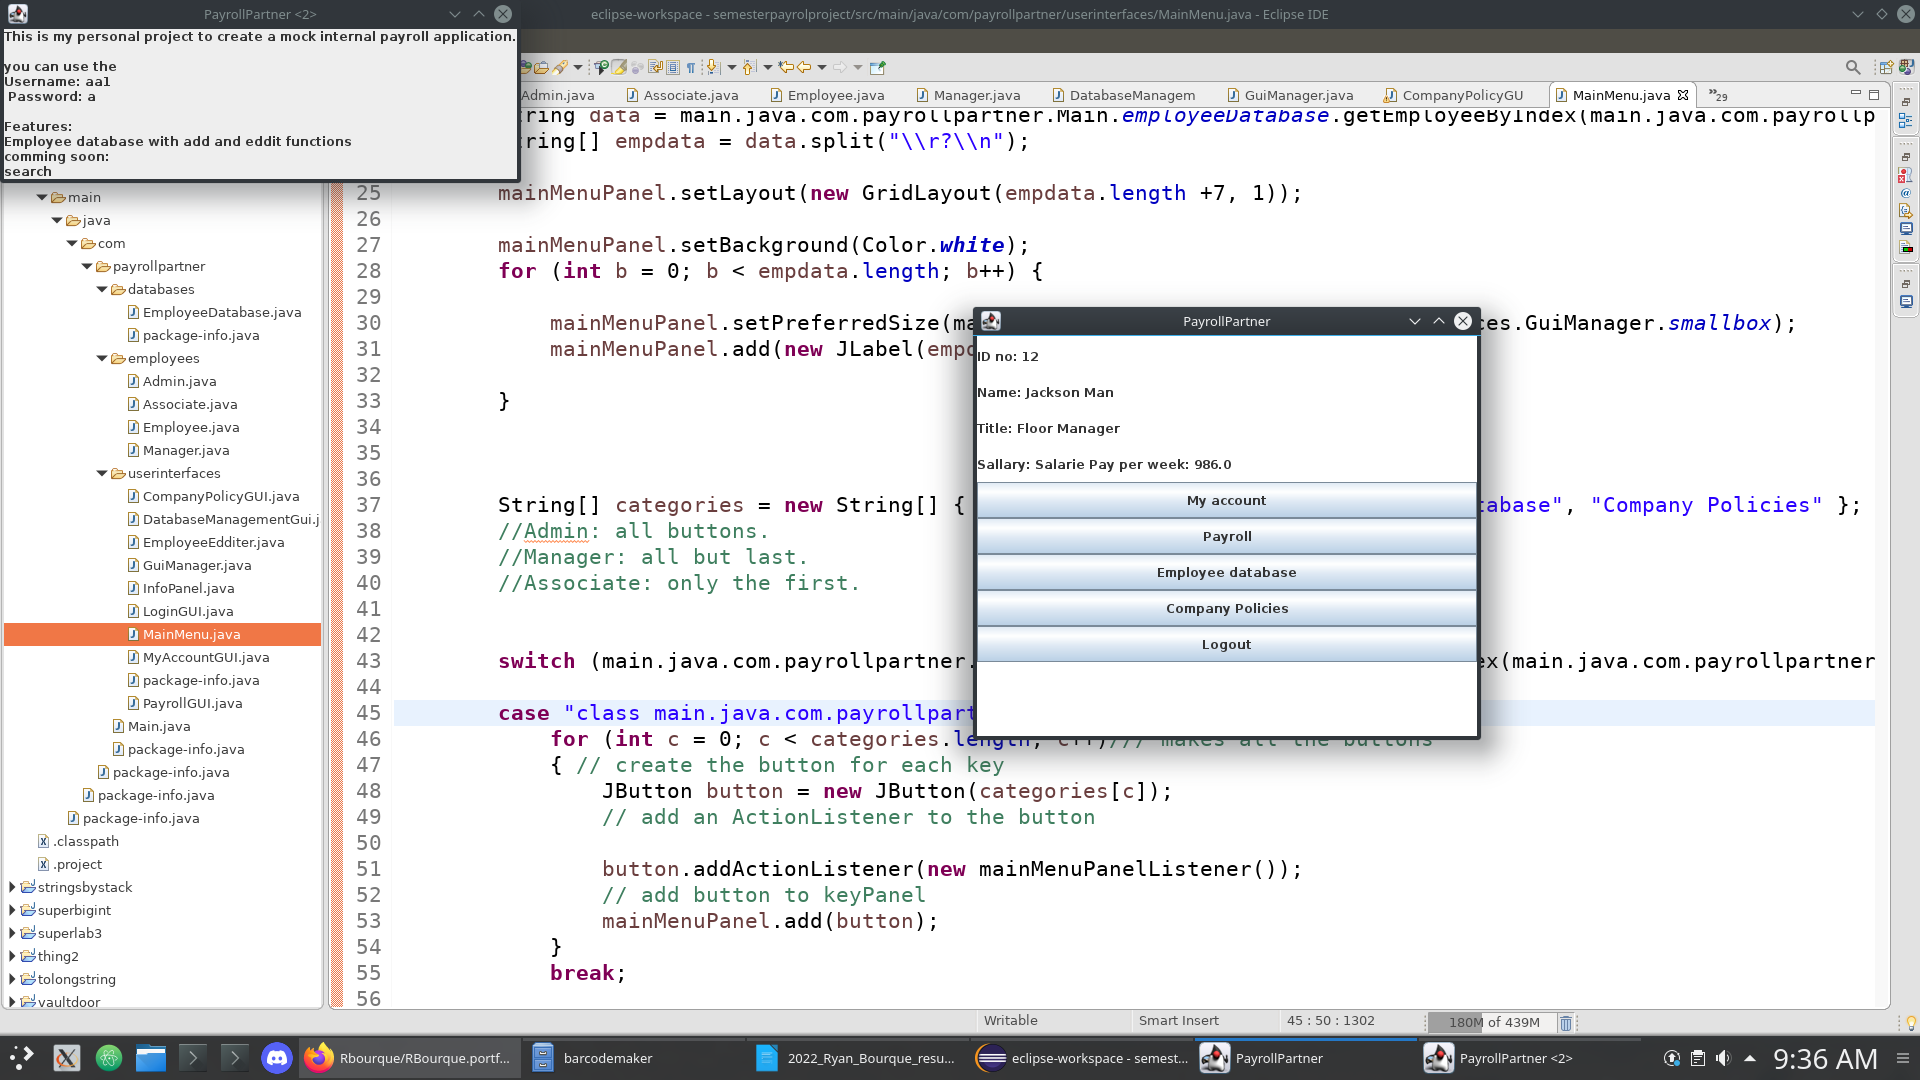 PayrollPartner <2>
eclipse-workspace - semesterpayrolproject/src/main/java/com/payrollpartner/userinterfaces/MainMenu.java - Eclipse IDE
This is my personal project to create a mock internal payroll application.
you can use the
Username: aa1
Password: a
Features:
Employee database with add and eddit functions
comming soon:
search
Admin.java
Associate.java
Employee.java
Manager.java
DatabaseManagem
GuiManager.java
CompanyPolicyGU
MainMenu.java
»29
main
java
com
payrollpartner
databases
EmployeeDatabase.java
package-info.java
employees
Admin.java
Associate.java
Employee.java
Manager.java
userinterfaces
CompanyPolicyGUI.java
DatabaseManagementGui.j
EmployeeEdditer.java
GuiManager.java
InfoPanel.java
LoginGUI.java
MainMenu.java
MyAccountGUI.java
package-info.java
PayrollGUI.java
Main.java
package-info.java
package-info.java
package-info.java
package-info.java
.classpath
.project
stringsbystack
superbigint
superlab3
thing2
tolongstring
vaultdoor
tring data = main.java.com.payrollpartner.Main.employeeDatabase.getEmployeeByIndex(main.java.com.payrollp
tring[] empdata = data.split("\\r?\\n");
25 mainMenuPanel.setLayout(new GridLayout(empdata.length +7, 1));
26
27 mainMenuPanel.setBackground(Color.white);
28 for (int b = 0; b < empdata.length; b++) {
29
30 mainMenuPanel.setPreferredSize(ma ces.GuiManager.smallbox);
31 mainMenuPanel.add(new JLabel(empd
32
33 }
34
35
36
37 String[] categories = new String[] { tabase", "Company Policies" };
38 //Admin: all buttons.
39 //Manager: all but last.
40 //Associate: only the first.
41
42
43 switch (main.java.com.payrollpartner. ex(main.java.com.payrollpartner
44
45 case "class main.java.com.payrollpart
46 for (int c = 0; c < categories.length; c++)/// makes all the buttons
47 { // create the button for each key
48 JButton button = new JButton(categories[c]);
49 // add an ActionListener to the button
50
51 button.addActionListener(new mainMenuPanelListener());
52 // add button to keyPanel
53 mainMenuPanel.add(button);
54 }
55 break;
56
PayrollPartner
ID no: 12
Name: Jackson Man
Title: Floor Manager
Sallary: Salarie Pay per week: 986.0
My account
Payroll
Employee database
Company Policies
Logout
Writable
Smart Insert
45 : 50 : 1302
180M of 439M
Rbourque/RBourque.portf...
barcodemaker
2022_Ryan_Bourque_resu...
eclipse-workspace - semest...
PayrollPartner
PayrollPartner <2>
9:36 AM